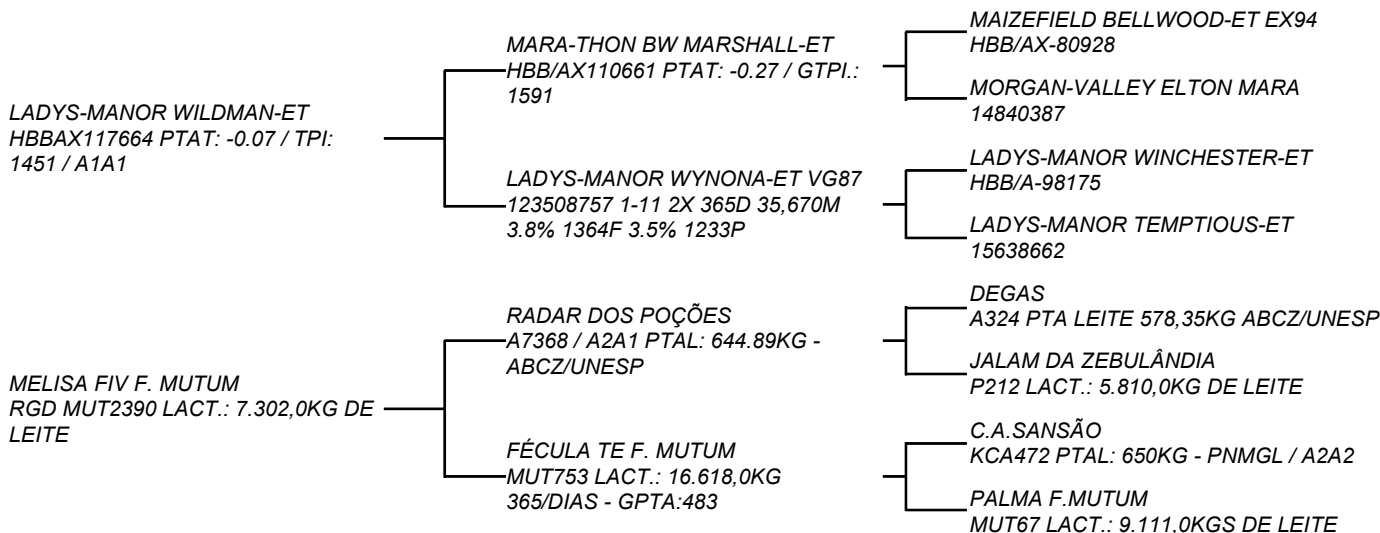 LADYS-MANOR WILDMAN-ET
HBBAX117664 PTAT: -0.07 / TPI:
1451 / A1A1
MARA-THON BW MARSHALL-ET
HBB/AX110661 PTAT: -0.27 / GTPI.:
1591
MAIZEFIELD BELLWOOD-ET EX94
HBB/AX-80928
MORGAN-VALLEY ELTON MARA
14840387
LADYS-MANOR WYNONA-ET VG87
123508757 1-11 2X 365D 35,670M
3.8% 1364F 3.5% 1233P
LADYS-MANOR WINCHESTER-ET
HBB/A-98175
LADYS-MANOR TEMPTIOUS-ET
15638662
MELISA FIV F. MUTUM
RGD MUT2390 LACT.: 7.302,0KG DE
LEITE
RADAR DOS POÇÕES
A7368 / A2A1 PTAL: 644.89KG -
ABCZ/UNESP
DEGAS
A324 PTA LEITE 578,35KG ABCZ/UNESP
JALAM DA ZEBULÂNDIA
P212 LACT.: 5.810,0KG DE LEITE
FÉCULA TE F. MUTUM
MUT753 LACT.: 16.618,0KG
365/DIAS - GPTA:483
C.A.SANSÃO
KCA472 PTAL: 650KG - PNMGL / A2A2
PALMA F.MUTUM
MUT67 LACT.: 9.111,0KGS DE LEITE